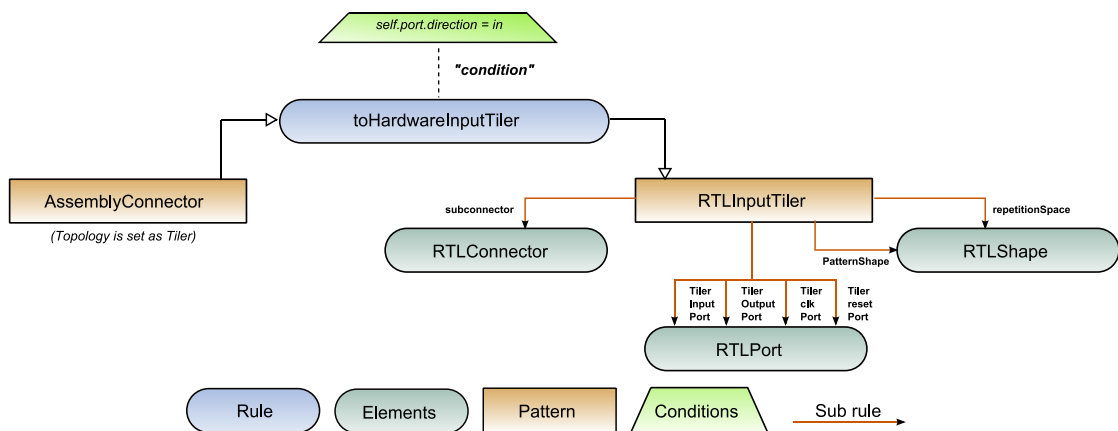 self.port.direction = in
"condition"
toHardwareInputTiler
AssemblyConnector
(Topology is set as Tiler)
RTLInputTiler
subconnector
repetitionSpace
RTLConnector
RTLShape
PatternShape
Tiler
Input
Port
Tiler
Output
Port
Tiler
clk
Port
Tiler
reset
Port
RTLPort
Rule
Elements
Pattern
Conditions
Sub rule